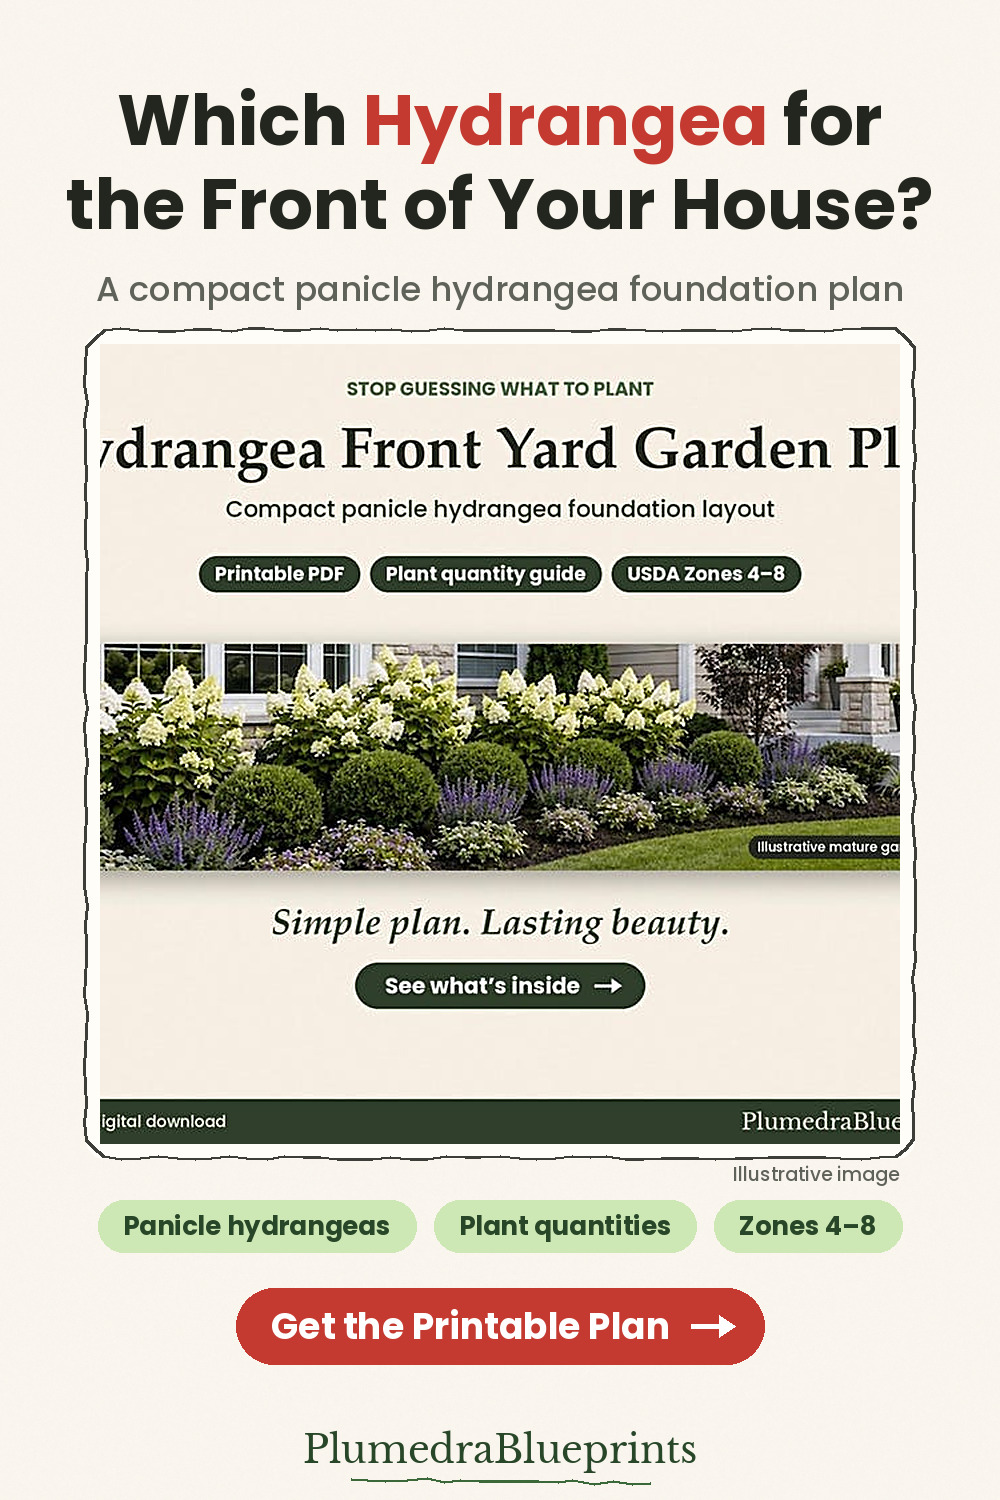 Which Hydrangea for
the Front of Your House?
A compact panicle hydrangea foundation plan
STOP GUESSING WHAT TO PLANT
ydrangea Front Yard Garden Pl
Compact panicle hydrangea foundation layout
Printable PDF Plant quantity guide USDA Zones 4–8
Illustrative mature ga
Simple plan. Lasting beauty.
See what’s inside →
igital download PlumedraBlue
Illustrative image
Panicle hydrangeas Plant quantities Zones 4–8
Get the Printable Plan →
PlumedraBlueprints